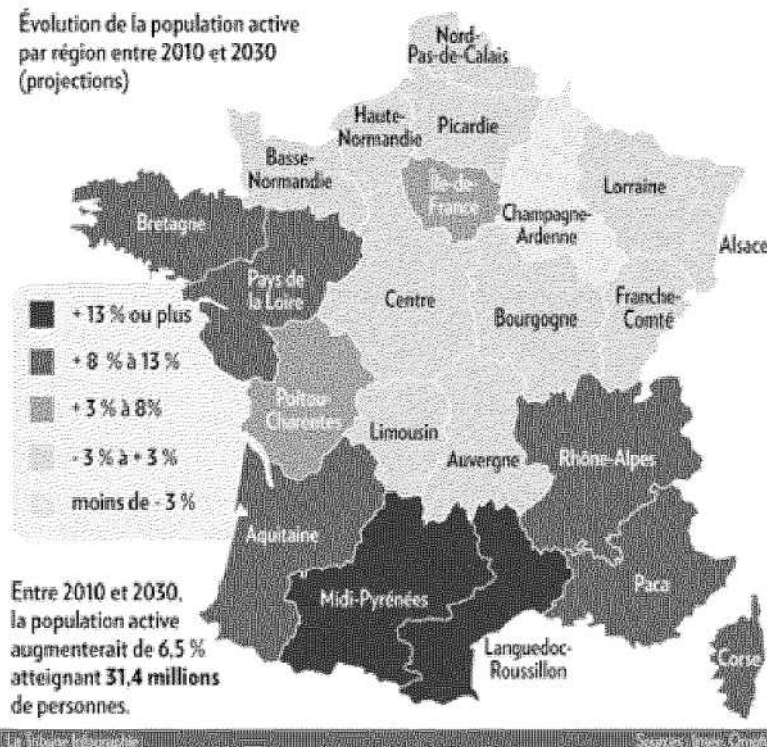 Évolution de la population active
par région entre 2010 et 2030
(projections)
Nord-
Pas-de-Calais
Haute-
Normandie
Picardie
Basse-
Normandie
Île-de-
France
Lorraine
Champagne-
Ardenne
Alsace
Bretagne
Pays de
la Loire
Centre
Bourgogne
Franche-
Comté
+ 13 % ou plus
+ 8 % à 13 %
+ 3 % à 8%
- 3 % à + 3 %
moins de - 3 %
Poitou-
Charentes
Limousin
Auvergne
Rhône-Alpes
Aquitaine
Midi-Pyrénées
Languedoc-
Roussillon
Paca
Corse
Entre 2010 et 2030,
la population active
augmenterait de 6,5 %
atteignant 31,4 millions
de personnes.
La Tribune Infographie